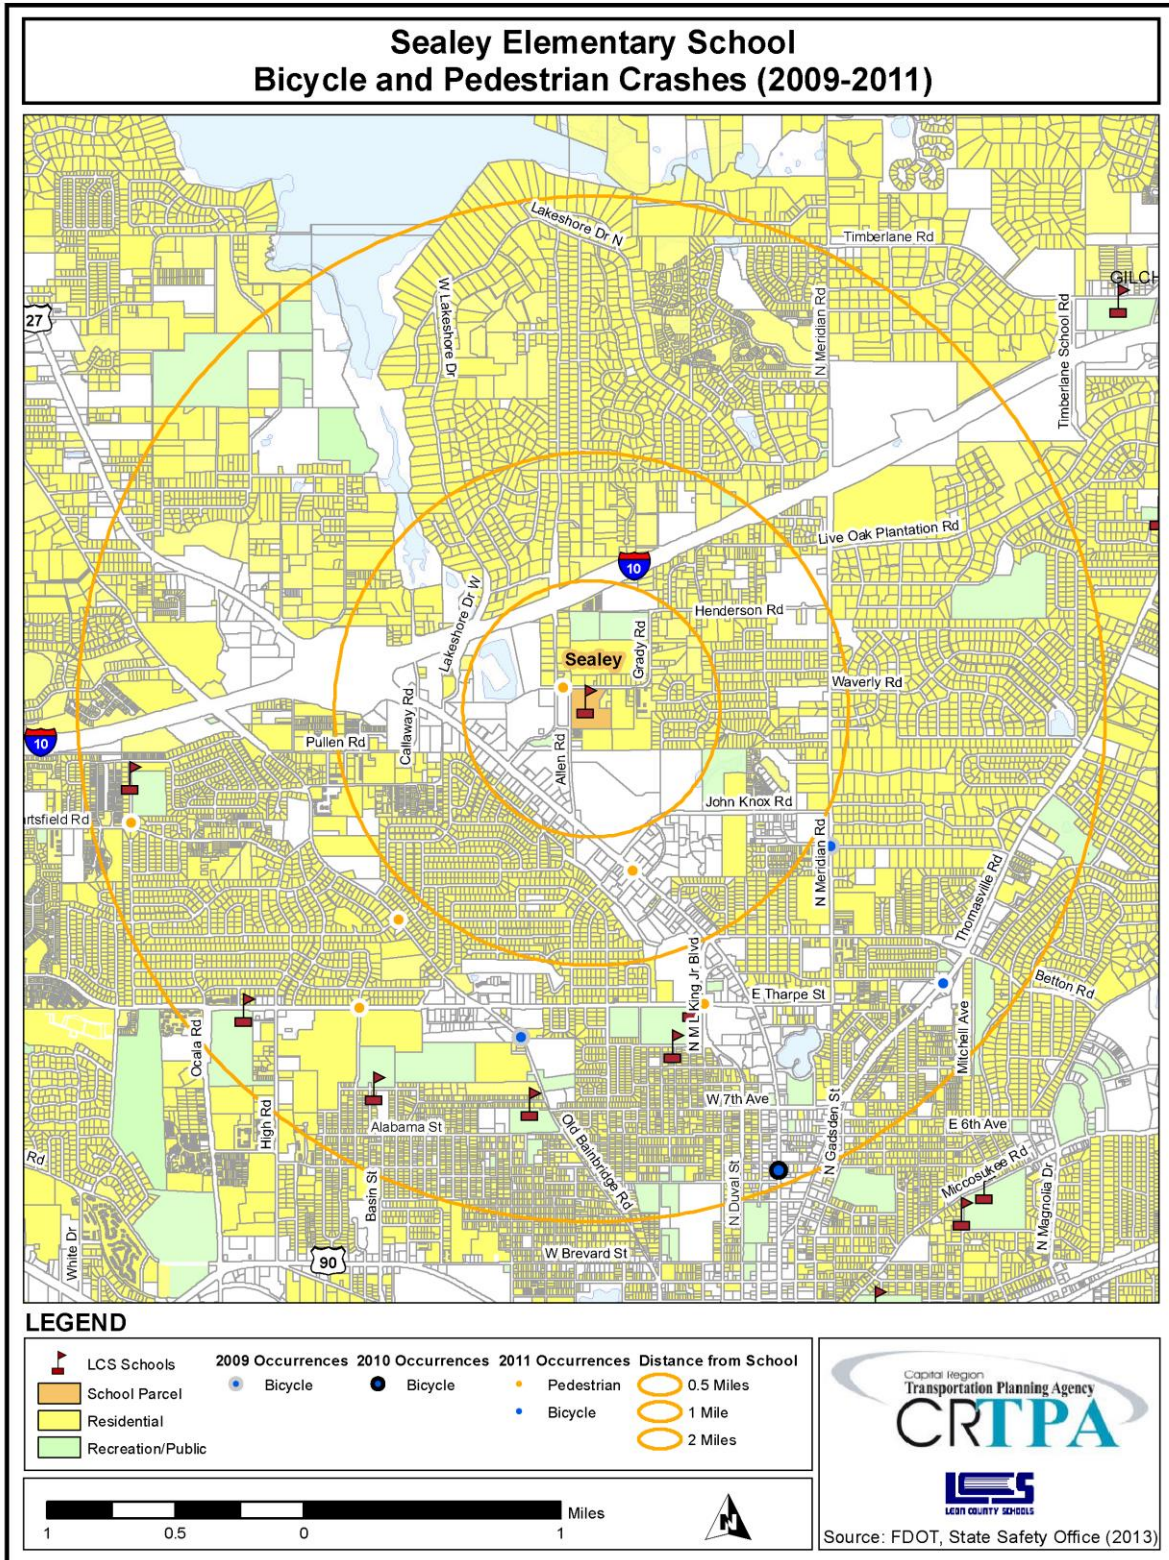 Sealey Elementary School
Bicycle and Pedestrian Crashes (2009-2011)
Lakeshore Dr N
Timberlane Rd
GILCH
W Lakeshore Dr
N Meridian Rd
Timberlane School Rd
27
Live Oak Plantation Rd
10
Lakeshore Dr W
Henderson Rd
Grady Rd
Sealey
Waverly Rd
Callaway Rd
10
Pullen Rd
Allen Rd
John Knox Rd
artsfield Rd
N Meridian Rd
Thomasville Rd
N M L King Jr Blvd
Betton Rd
E Tharpe St
Ocala Rd
Mitchell Ave
W 7th Ave
High Rd
Alabama St
Old Bainbridge Rd
N Gadsden St
E 6th Ave
Rd
Miccosukee Rd
Basin St
N Duval St
N Magnolia Dr
White Dr
90
W Brevard St
LEGEND
LCS Schools
School Parcel
Residential
Recreation/Public
2009 Occurrences
Bicycle
2010 Occurrences
Bicycle
2011 Occurrences
Pedestrian
Bicycle
Distance from School
0.5 Miles
1 Mile
2 Miles
Capital Region
Transportation Planning Agency
CRTPA
LCS
LEON COUNTY SCHOOLS
Miles
1 0.5 0 1
N
Source: FDOT, State Safety Office (2013)